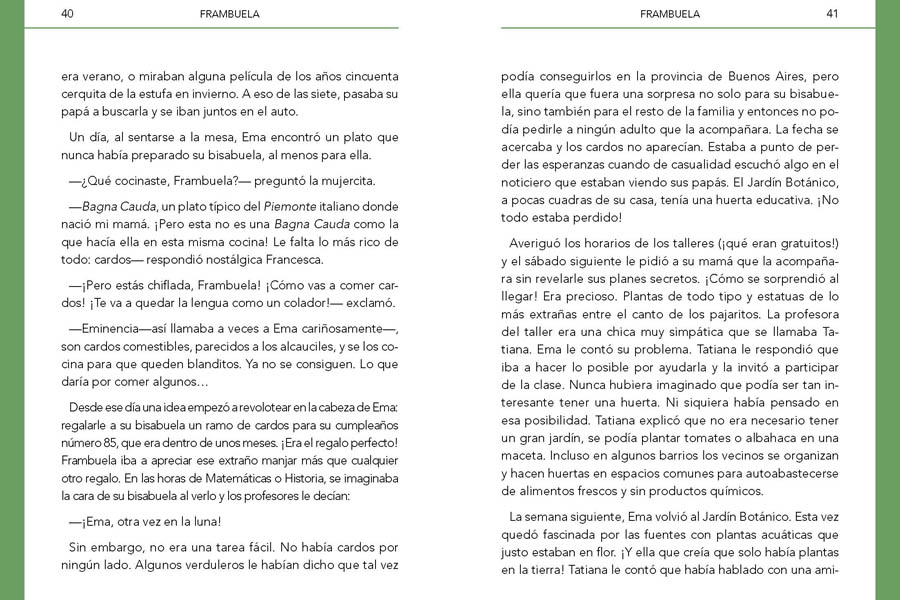 40
FRAMBUELA
era verano, o miraban alguna película de los años cincuenta
cerquita de la estufa en invierno. A eso de las siete, pasaba su
papá a buscarla y se iban juntos en el auto.
Un día, al sentarse a la mesa, Ema encontró un plato que
nunca había preparado su bisabuela, al menos para ella.
—¿Qué cocinaste, Frambuela?— preguntó la mujercita.
—Bagna Cauda, un plato típico del Piemonte italiano donde
nació mi mamá. ¡Pero esta no es una Bagna Cauda como la
que hacía ella en esta misma cocina! Le falta lo más rico de
todo: cardos— respondió nostálgica Francesca.
—¡Pero estás chiflada, Frambuela! ¡Cómo vas a comer car-
dos! ¡Te va a quedar la lengua como un colador!— exclamó.
—Eminencia—así llamaba a veces a Ema cariñosamente—,
son cardos comestibles, parecidos a los alcauciles, y se los co-
cina para que queden blanditos. Ya no se consiguen. Lo que
daría por comer algunos…
Desde ese día una idea empezó a revolotear en la cabeza de Ema:
regalarle a su bisabuela un ramo de cardos para su cumpleaños
número 85, que era dentro de unos meses. ¡Era el regalo perfecto!
Frambuela iba a apreciar ese extraño manjar más que cualquier
otro regalo. En las horas de Matemáticas o Historia, se imaginaba
la cara de su bisabuela al verlo y los profesores le decían:
—¡Ema, otra vez en la luna!
Sin embargo, no era una tarea fácil. No había cardos por
ningún lado. Algunos verduleros le habían dicho que tal vez
FRAMBUELA
41
podía conseguirlos en la provincia de Buenos Aires, pero
ella quería que fuera una sorpresa no solo para su bisabue-
la, sino también para el resto de la familia y entonces no po-
día pedirle a ningún adulto que la acompañara. La fecha se
acercaba y los cardos no aparecían. Estaba a punto de per-
der las esperanzas cuando de casualidad escuchó algo en el
noticiero que estaban viendo sus papás. El Jardín Botánico,
a pocas cuadras de su casa, tenía una huerta educativa. ¡No
todo estaba perdido!
Averiguó los horarios de los talleres (¡qué eran gratuitos!)
y el sábado siguiente le pidió a su mamá que la acompaña-
ra sin revelarle sus planes secretos. ¡Cómo se sorprendió al
llegar! Era precioso. Plantas de todo tipo y estatuas de lo
más extrañas entre el canto de los pajaritos. La profesora
del taller era una chica muy simpática que se llamaba Ta-
tiana. Ema le contó su problema. Tatiana le respondió que
iba a hacer lo posible por ayudarla y la invitó a participar
de la clase. Nunca hubiera imaginado que podía ser tan in-
teresante tener una huerta. Ni siquiera había pensado en
esa posibilidad. Tatiana explicó que no era necesario tener
un gran jardín, se podía plantar tomates o albahaca en una
maceta. Incluso en algunos barrios los vecinos se organizan
y hacen huertas en espacios comunes para autoabastecerse
de alimentos frescos y sin productos químicos.
La semana siguiente, Ema volvió al Jardín Botánico. Esta vez
quedó fascinada por las fuentes con plantas acuáticas que
justo estaban en flor. ¡Y ella que creía que solo había plantas
en la tierra! Tatiana le contó que había hablado con una ami-